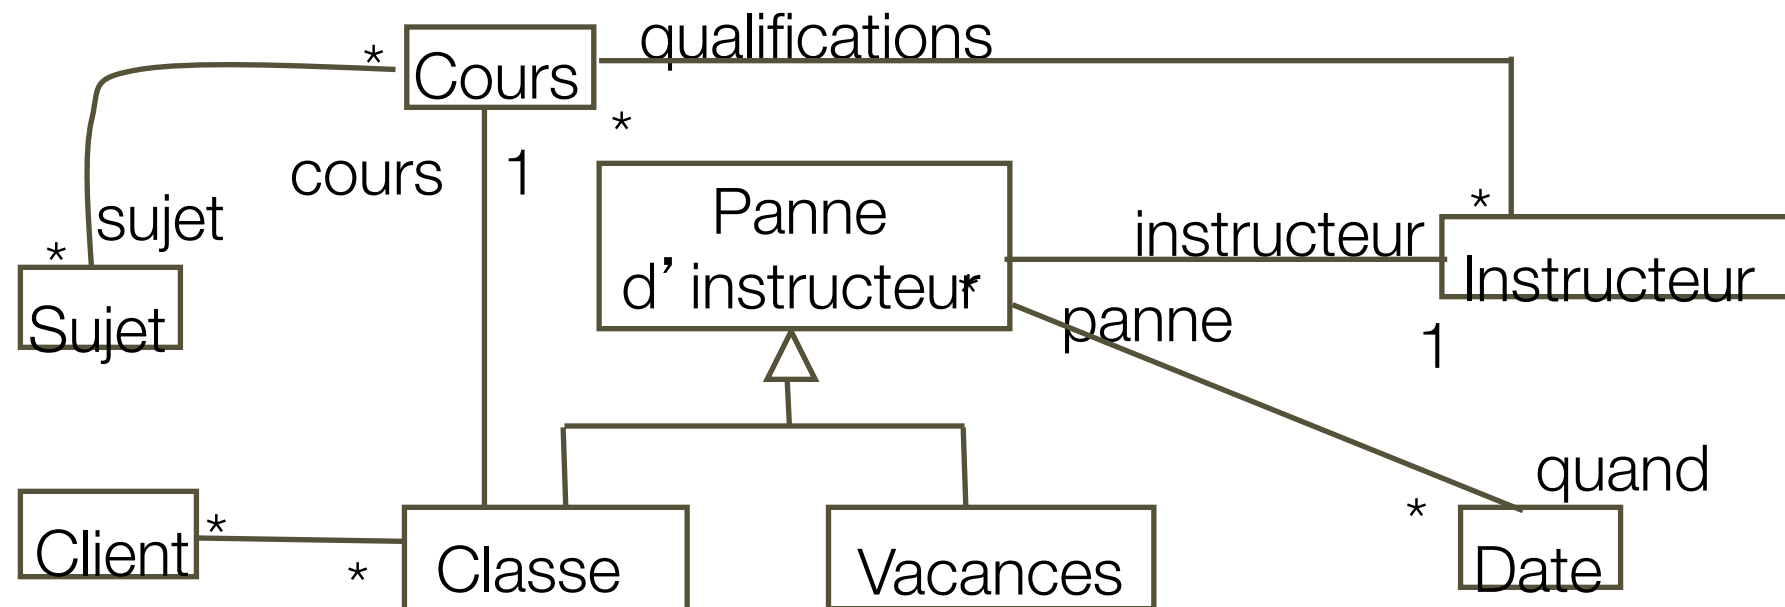 qualifications
*
Cours
*
cours
1
Panne
d’ instructeur
*
sujet
*
Sujet
instructeur
*
Instructeur
panne
1
quand
*
Date
Client
*
*
Classe
Vacances